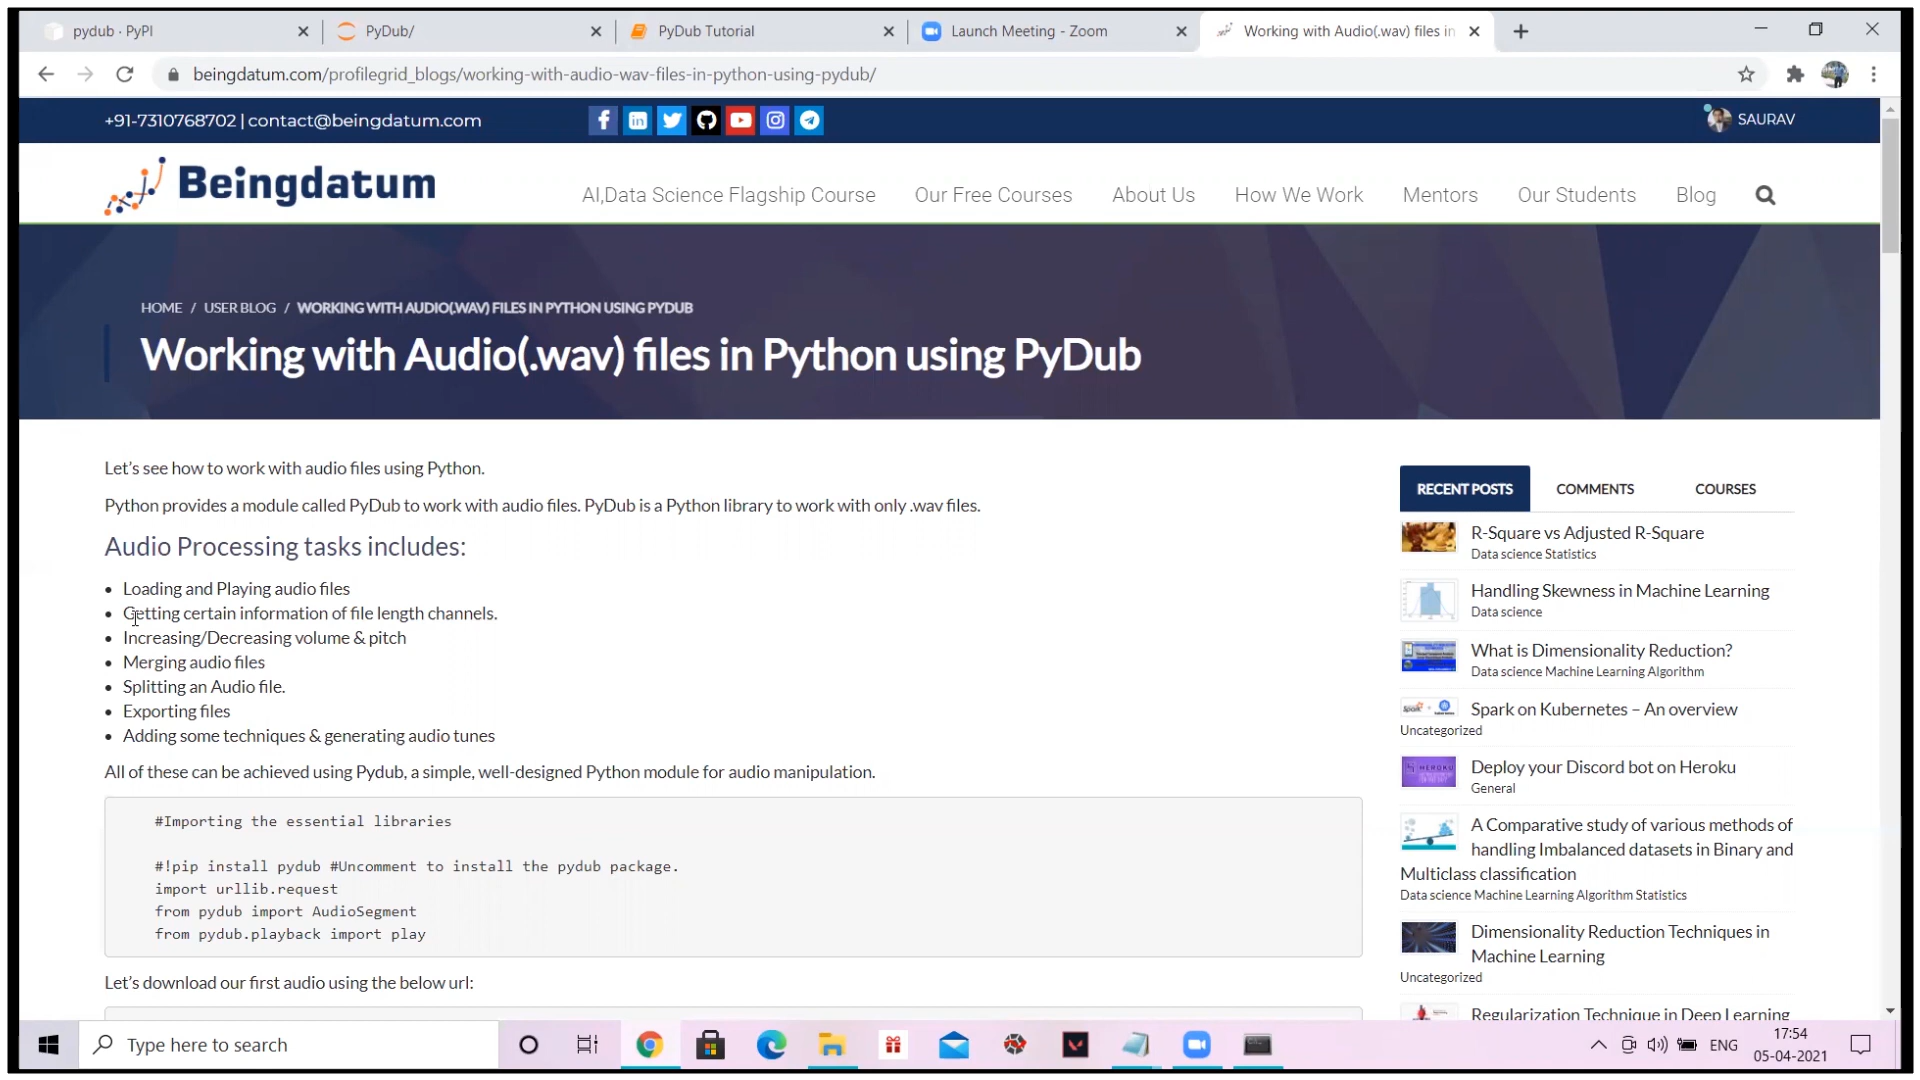 pydub · PyPI
PyDub/
PyDub Tutorial
Launch Meeting - Zoom
Working with Audio(.wav) files in
beingdatum.com/profilegrid_blogs/working-with-audio-wav-files-in-python-using-pydub/
+91-7310768702 | contact@beingdatum.com
SAURAV
Beingdatum
AI,Data Science Flagship Course
Our Free Courses
About Us
How We Work
Mentors
Our Students
Blog
HOME / USER BLOG / WORKING WITH AUDIO(.WAV) FILES IN PYTHON USING PYDUB
Working with Audio(.wav) files in Python using PyDub
Let's see how to work with audio files using Python.
Python provides a module called PyDub to work with audio files. PyDub is a Python library to work with only .wav files.
Audio Processing tasks includes:
Loading and Playing audio files
Getting certain information of file length channels.
Increasing/Decreasing volume & pitch
Merging audio files
Splitting an Audio file.
Exporting files
Adding some techniques & generating audio tunes
All of these can be achieved using Pydub, a simple, well-designed Python module for audio manipulation.
#Importing the essential libraries
#!pip install pydub #Uncomment to install the pydub package.
import urllib.request
from pydub import AudioSegment
from pydub.playback import play
Let's download our first audio using the below url:
RECENT POSTS
COMMENTS
COURSES
R-Square vs Adjusted R-Square
Data science Statistics
Handling Skewness in Machine Learning
Data science
What is Dimensionality Reduction?
Data science Machine Learning Algorithm
Spark on Kubernetes – An overview
Uncategorized
Deploy your Discord bot on Heroku
General
A Comparative study of various methods of
handling Imbalanced datasets in Binary and
Multiclass classification
Data science Machine Learning Algorithm Statistics
Dimensionality Reduction Techniques in
Machine Learning
Uncategorized
Regularization Technique in Deep Learning
Type here to search
ENG
17:54
05-04-2021